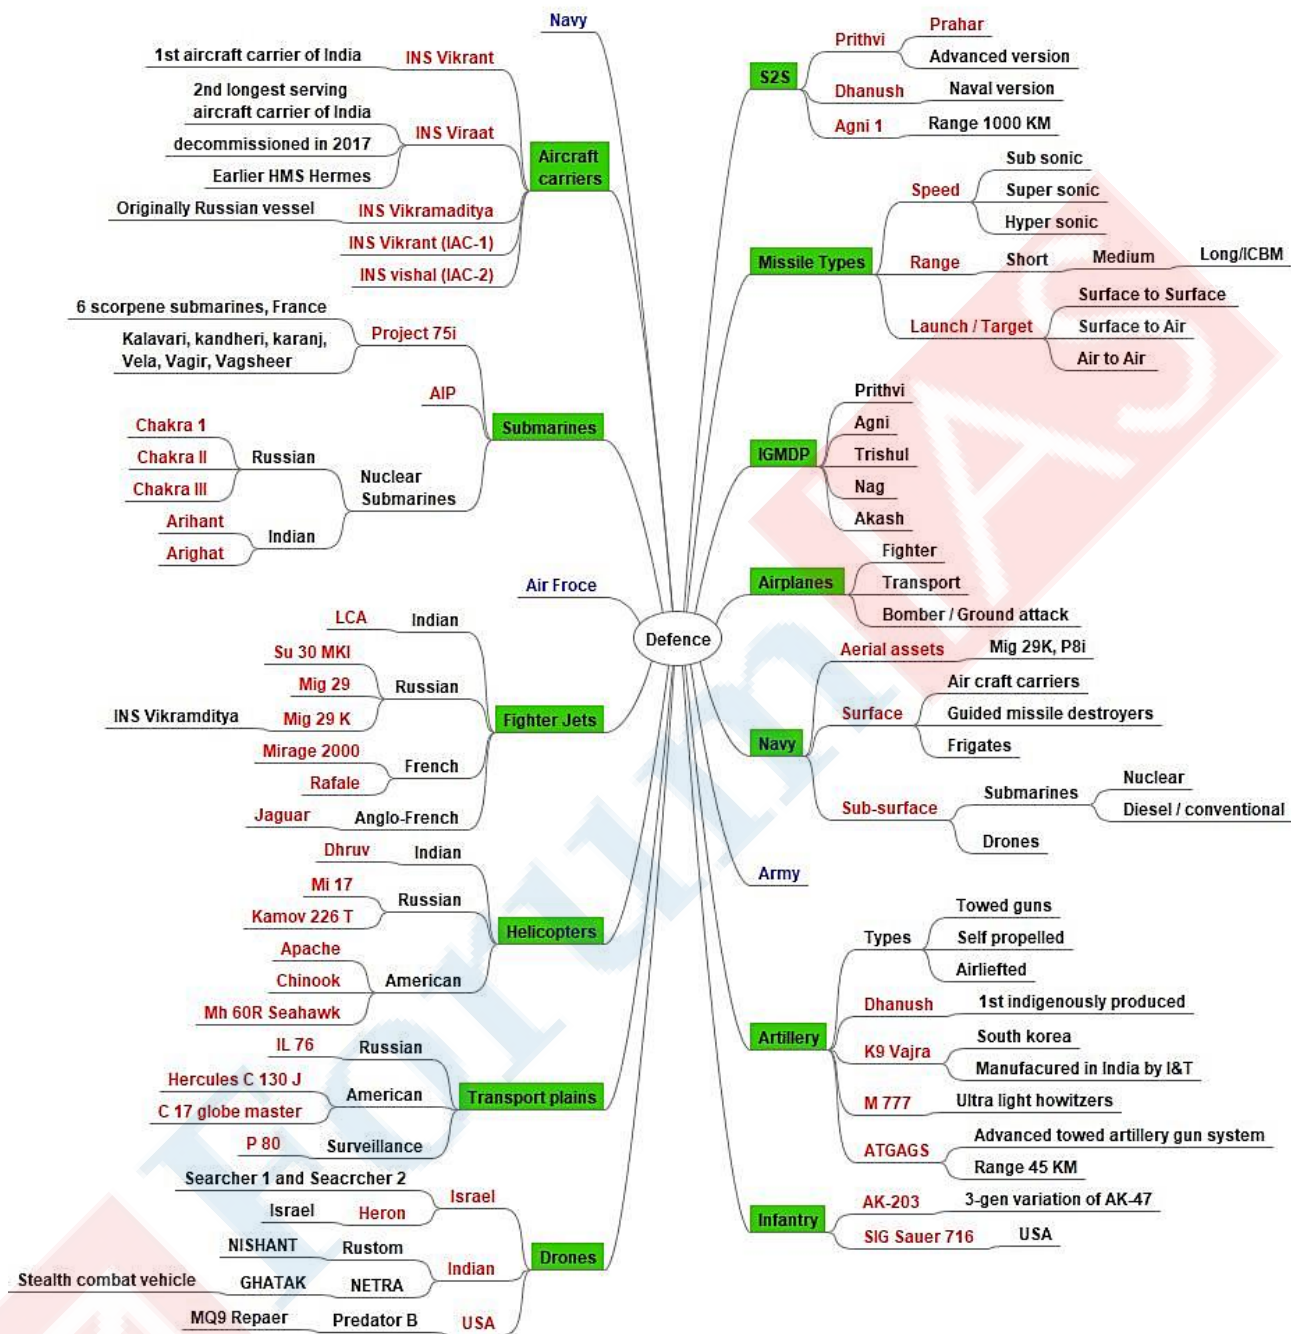 Navy
1st aircraft carrier of India
INS Vikrant
2nd longest serving
aircraft carrier of India
decommissioned in 2017
Earlier HMS Hermes
INS Viraat
Originally Russian vessel
INS Vikramaditya
INS Vikrant (IAC-1)
INS vishal (IAC-2)
Aircraft
carriers
6 scorpene submarines, France
Kalavari, kandheri, karanj,
Vela, Vagir, Vagsheer
Project 75i
AIP
Submarines
Chakra 1
Chakra II
Chakra III
Russian
Arihant
Arighat
Indian
Nuclear
Submarines
Air Froce
LCA
Indian
Su 30 MKI
Mig 29
INS Vikramditya
Mig 29 K
Russian
Mirage 2000
Rafale
French
Jaguar
Anglo-French
Fighter Jets
Dhruv
Indian
Mi 17
Kamov 226 T
Russian
Apache
Chinook
Mh 60R Seahawk
American
Helicopters
IL 76
Russian
Hercules C 130 J
C 17 globe master
American
P 80
Surveillance
Transport plains
Searcher 1 and Seacrcher 2
Israel
Heron
Israel
NISHANT
Rustom
Stealth combat vehicle
GHATAK
NETRA
Indian
MQ9 Repaer
Predator B
USA
Drones
Defence
S2S
Prithvi
Prahar
Advanced version
Dhanush
Naval version
Agni 1
Range 1000 KM
Missile Types
Speed
Sub sonic
Super sonic
Hyper sonic
Range
Short
Medium
Long/ICBM
Launch / Target
Surface to Surface
Surface to Air
Air to Air
IGMDP
Prithvi
Agni
Trishul
Nag
Akash
Airplanes
Fighter
Transport
Bomber / Ground attack
Navy
Aerial assets
Mig 29K, P8i
Surface
Air craft carriers
Guided missile destroyers
Frigates
Sub-surface
Submarines
Nuclear
Diesel / conventional
Drones
Army
Artillery
Types
Towed guns
Self propelled
Airliefted
Dhanush
1st indigenously produced
K9 Vajra
South korea
Manufacured in India by l&T
M 777
Ultra light howitzers
ATGAGS
Advanced towed artillery gun system
Range 45 KM
Infantry
AK-203
3-gen variation of AK-47
SIG Sauer 716
USA
Forum IAS